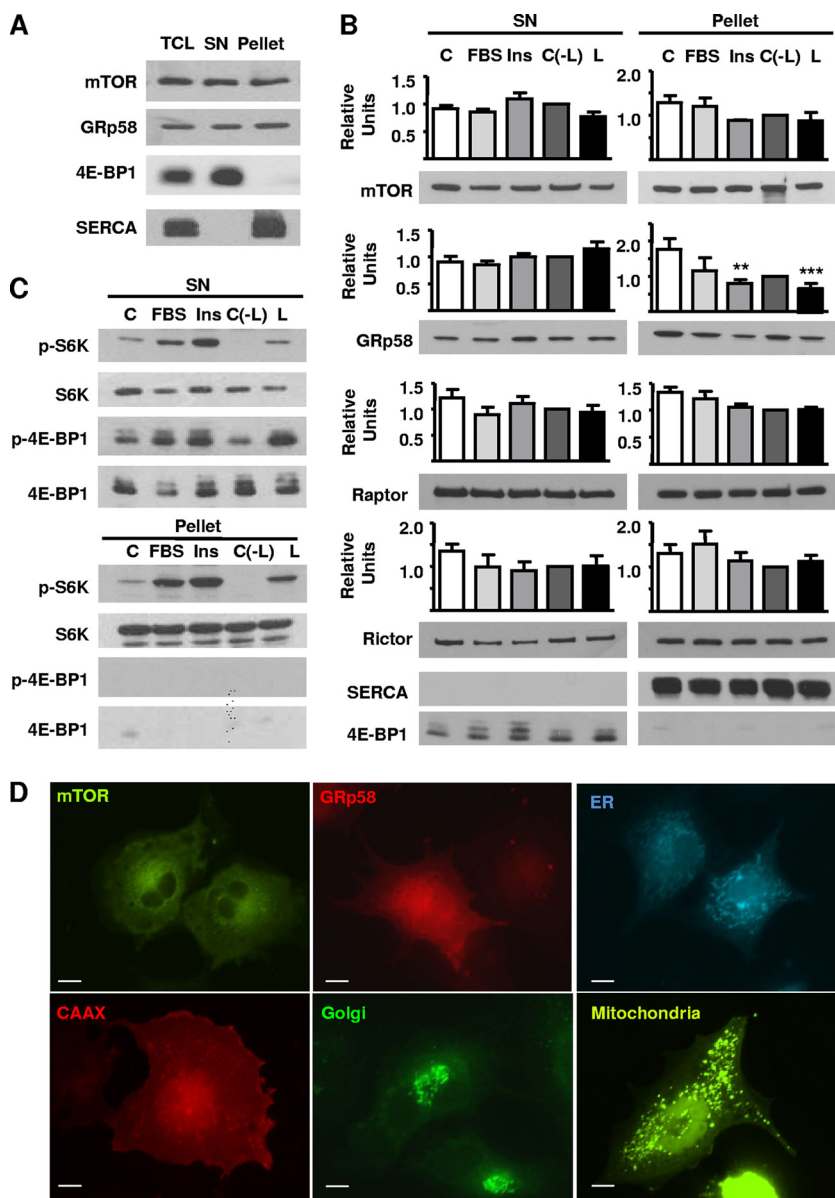 A
TCL SN Pellet
mTOR
GRp58
4E-BP1
SERCA
B
SN Pellet
C FBS Ins C(-L) L C FBS Ins C(-L) L
Relative Units
1.5
1.0
0.5
2.0
1.0
mTOR
Relative Units
1.5
1.0
0.5
2.0
1.0
** ***
GRp58
Relative Units
1.5
1.0
0.5
1.5
1.0
0.5
Raptor
Relative Units
2.0
1.0
2.0
1.0
Rictor
SERCA
4E-BP1
C
SN
C FBS Ins C(-L) L
p-S6K
S6K
p-4E-BP1
4E-BP1
Pellet
C FBS Ins C(-L) L
p-S6K
S6K
p-4E-BP1
4E-BP1
D
mTOR GRp58 ER
CAAX Golgi Mitochondria